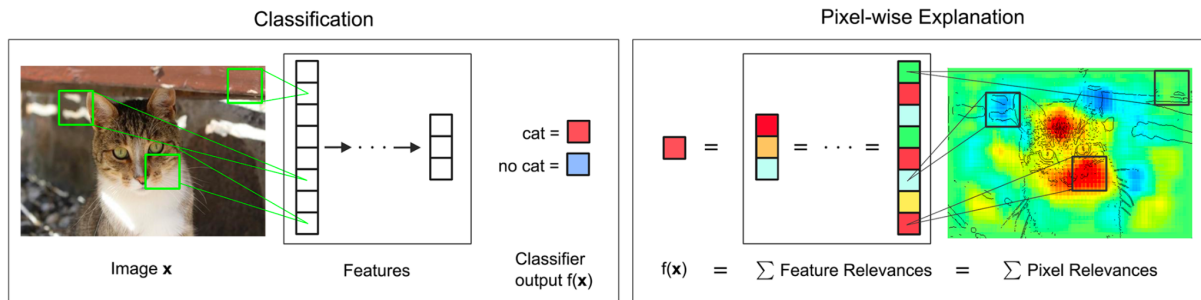 Classification
cat =
no cat =
Image x
Features
Classifier
output f(x)
Pixel-wise Explanation
= = · · · =
f(x) = ∑ Feature Relevances = ∑ Pixel Relevances